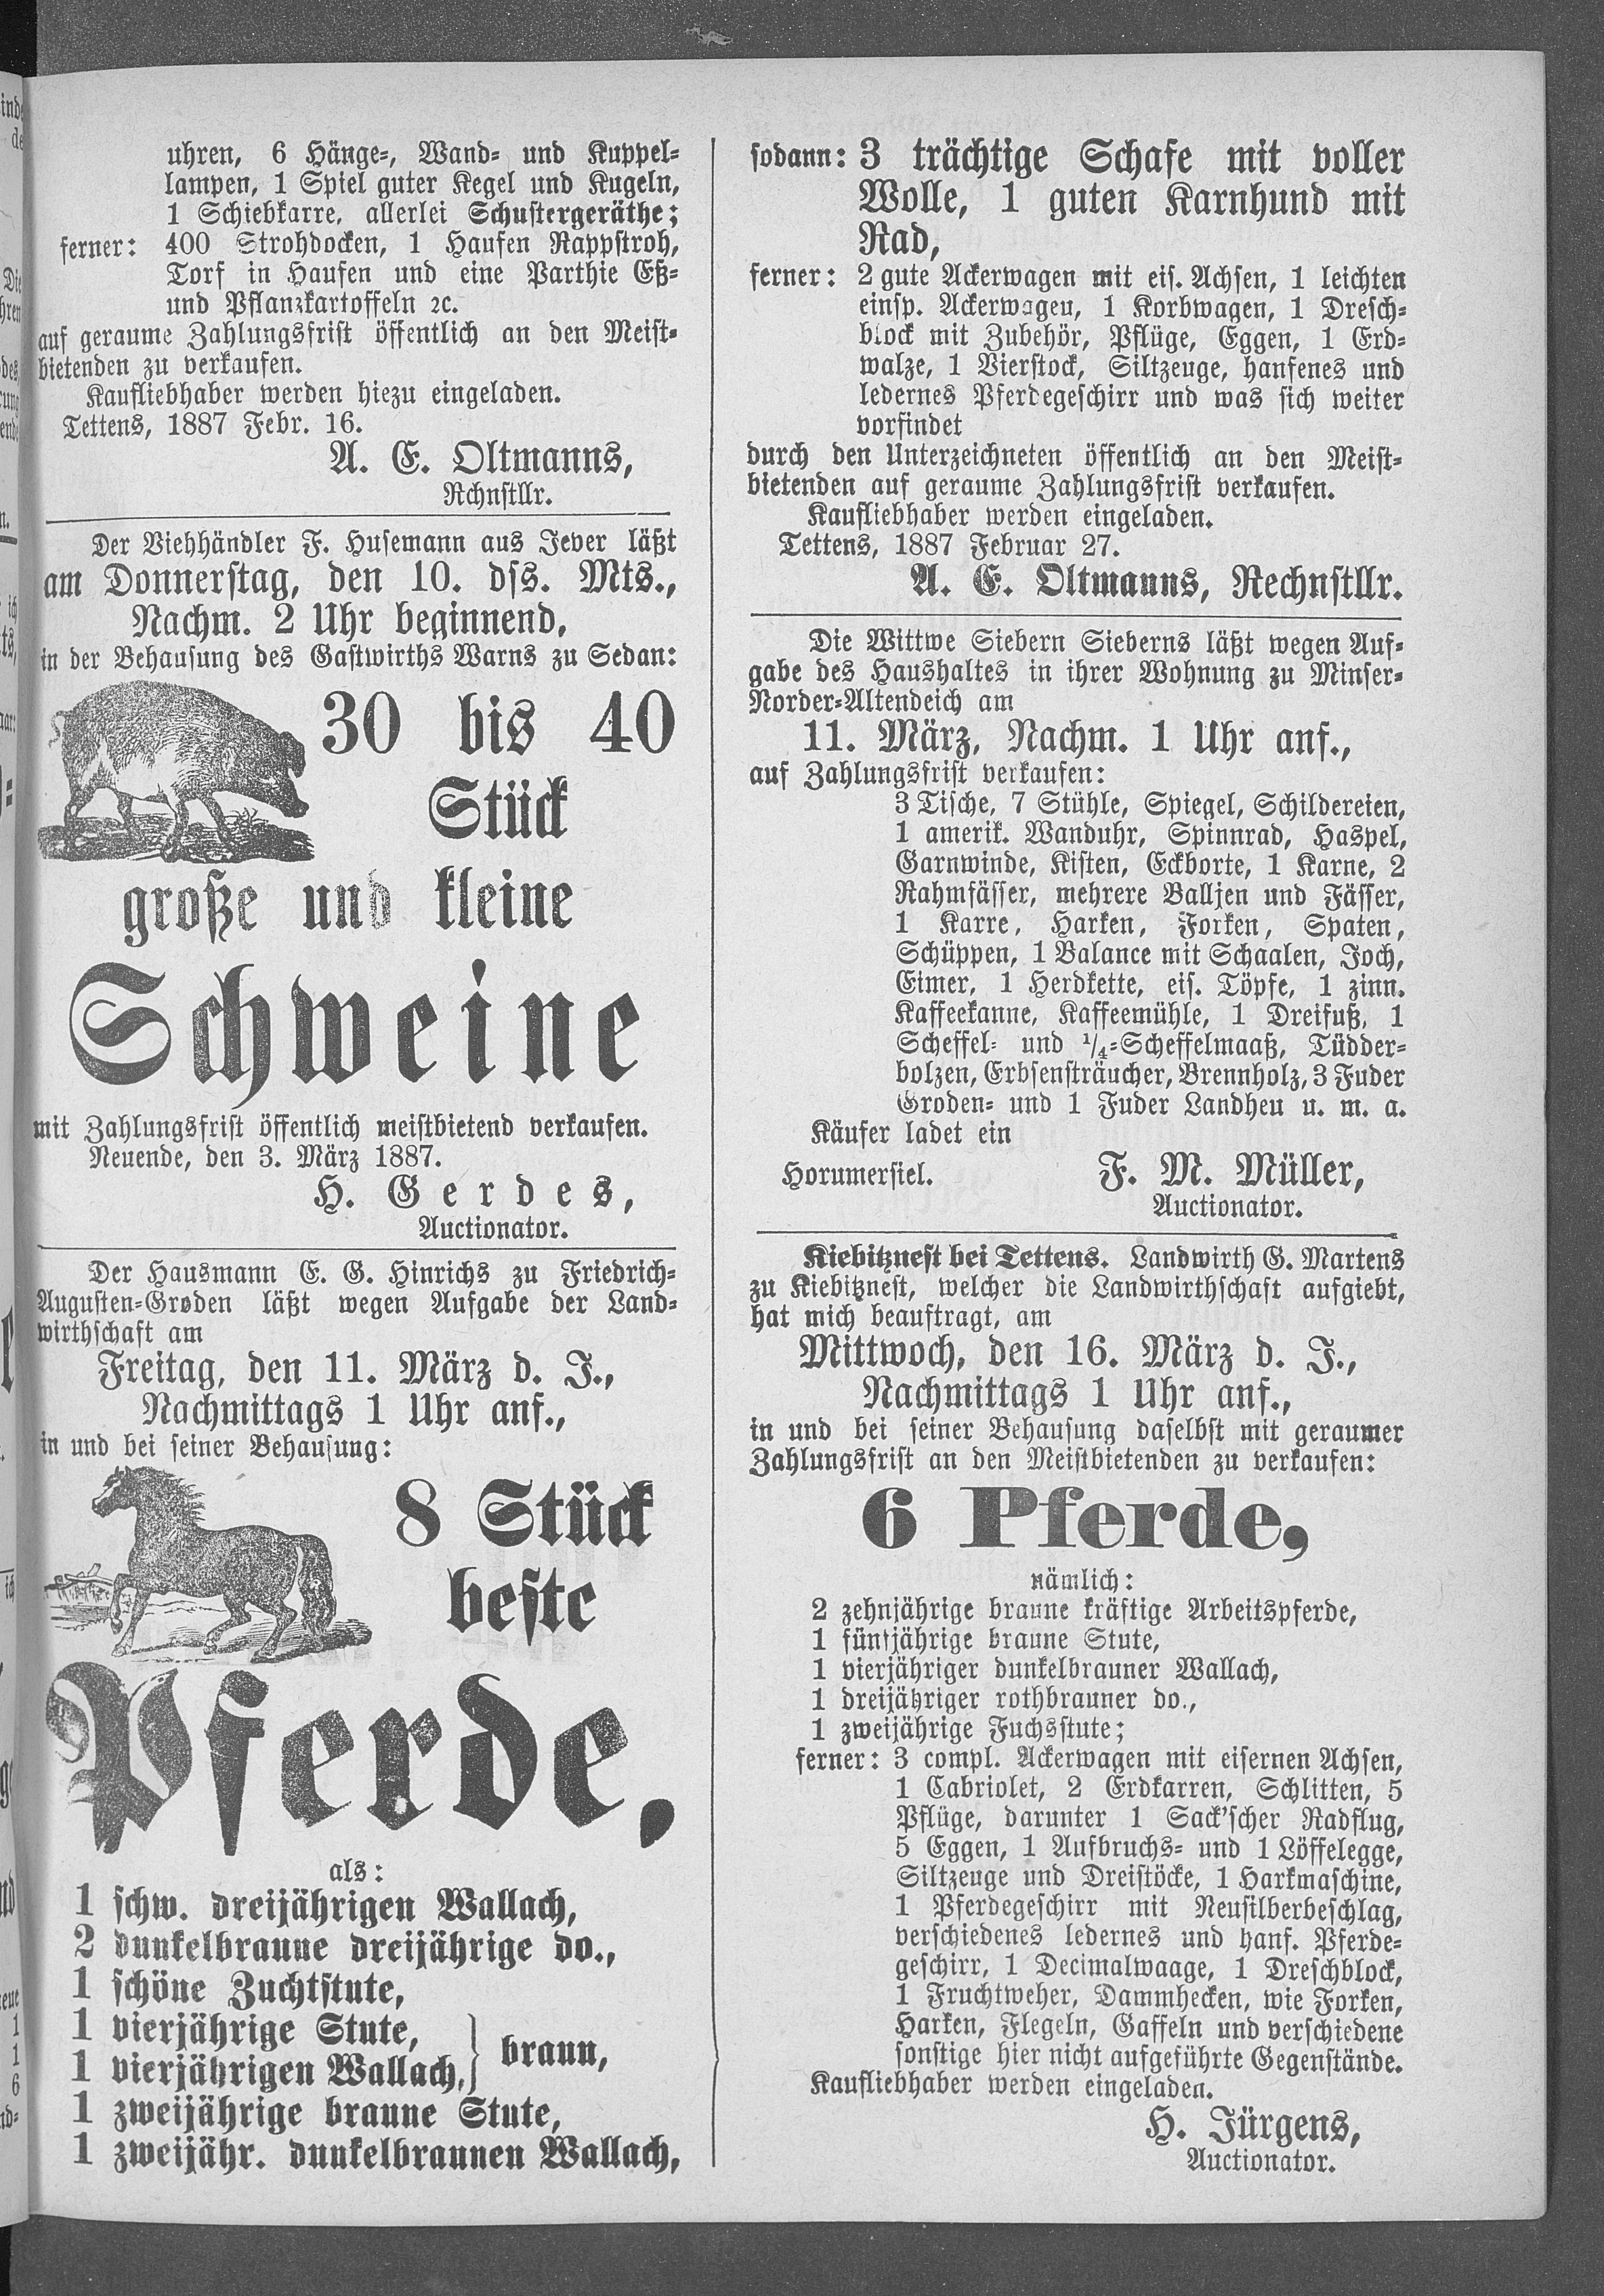 uhren, 6 Hänge-, Wand- und Kuppel-
lampen, 1 Spiel guter Kegel und Kugeln,
1 Schiebkarre, allerlei Schustergeräthe;
ferner: 400 Strohdocken, 1 Haufen Rappstroh,
Torf in Haufen und eine Parthie Eß-
und Pflanzkartoffeln ꝛc.
auf geraume Zahlungsfrist öffentlich an den Meist-
bietenden zu verkaufen.
Kaufliebhaber werden hiezu eingeladen.
Tettens, 1887 Febr. 16.
A. E. Oltmanns,
Rchnstllr.
Der Viehhändler F. Husemann aus Jever läßt
am Donnerstag, den 10. dss. Mts.,
Nachm. 2 Uhr beginnend,
in der Behausung des Gastwirths Warns zu Sedan:
30 bis 40
Stück
große und kleine
Schweine
mit Zahlungsfrist öffentlich meistbietend verkaufen.
Neuende, den 3. März 1887.
H. Gerdes,
Auctionator.
Der Hausmann E. G. Hinrichs zu Friedrich-
Augusten-Groden läßt wegen Aufgabe der Land-
wirthschaft am
Freitag, den 11. März d. J.,
Nachmittags 1 Uhr anf.,
in und bei seiner Behausung:
8 Stück
beste
Pferde,
als:
1 schw. dreijährigen Wallach,
2 dunkelbraune dreijährige do.,
1 schöne Zuchtstute,
1 vierjährige Stute,
1 vierjährigen Wallach, } braun,
1 zweijährige braune Stute,
1 zweijähr. dunkelbraunen Wallach,
sodann: 3 trächtige Schafe mit voller
Wolle, 1 guten Karnhund mit
Rad,
ferner: 2 gute Ackerwagen mit eis. Achsen, 1 leichten
einsp. Ackerwagen, 1 Korbwagen, 1 Dresch-
block mit Zubehör, Pflüge, Eggen, 1 Erd-
walze, 1 Vierstock, Siltzeuge, hanfenes und
ledernes Pferdegeschirr und was sich weiter
vorfindet
durch den Unterzeichneten öffentlich an den Meist-
bietenden auf geraume Zahlungsfrist verkaufen.
Kaufliebhaber werden eingeladen.
Tettens, 1887 Februar 27.
A. E. Oltmanns, Rechnstllr.
Die Wittwe Siebern Sieberns läßt wegen Auf-
gabe des Haushaltes in ihrer Wohnung zu Minser-
Norder-Altendeich am
11. März, Nachm. 1 Uhr anf.,
auf Zahlungsfrist verkaufen:
3 Tische, 7 Stühle, Spiegel, Schildereien,
1 amerik. Wanduhr, Spinnrad, Haspel,
Garnwinde, Kisten, Eckborte, 1 Karne, 2
Rahmfässer, mehrere Balljen und Fässer,
1 Karre, Harken, Forken, Spaten,
Schüppen, 1 Balance mit Schaalen, Joch,
Eimer, 1 Herdkette, eis. Töpfe, 1 zinn.
Kaffeekanne, Kaffeemühle, 1 Dreifuß, 1
Scheffel- und 1/4-Scheffelmaaß, Tüdder-
bolzen, Erbsensträucher, Brennholz, 3 Fuder
Groden- und 1 Fuder Landheu u. m. a.
Käufer ladet ein
Horumersiel. F. M. Müller,
Auctionator.
Kiebitznest bei Tettens. Landwirth G. Martens
zu Kiebitznest, welcher die Landwirthschaft aufgiebt,
hat mich beauftragt, am
Mittwoch, den 16. März d. J.,
Nachmittags 1 Uhr anf.,
in und bei seiner Behausung daselbst mit geraumer
Zahlungsfrist an den Meistbietenden zu verkaufen:
6 Pferde,
nämlich:
2 zehnjährige braune kräftige Arbeitspferde,
1 fünfjährige braune Stute,
1 vierjähriger dunkelbrauner Wallach,
1 dreijähriger rothbrauner do.,
1 zweijährige Fuchsstute;
ferner: 3 compl. Ackerwagen mit eisernen Achsen,
1 Cabriolet, 2 Erdkarren, Schlitten, 5
Pflüge, darunter 1 Sack'scher Radflug,
5 Eggen, 1 Aufbruchs- und 1 Löffelegge,
Siltzeuge und Dreistöcke, 1 Harkmaschine,
1 Pferdegeschirr mit Neusilberbeschlag,
verschiedenes ledernes und hanf. Pferde-
geschirr, 1 Decimalwaage, 1 Dreschblock,
1 Fruchtweher, Dammhecken, wie Forken,
Harken, Flegeln, Gaffeln und verschiedene
sonstige hier nicht aufgeführte Gegenstände.
Kaufliebhaber werden eingeladen.
H. Jürgens,
Auctionator.